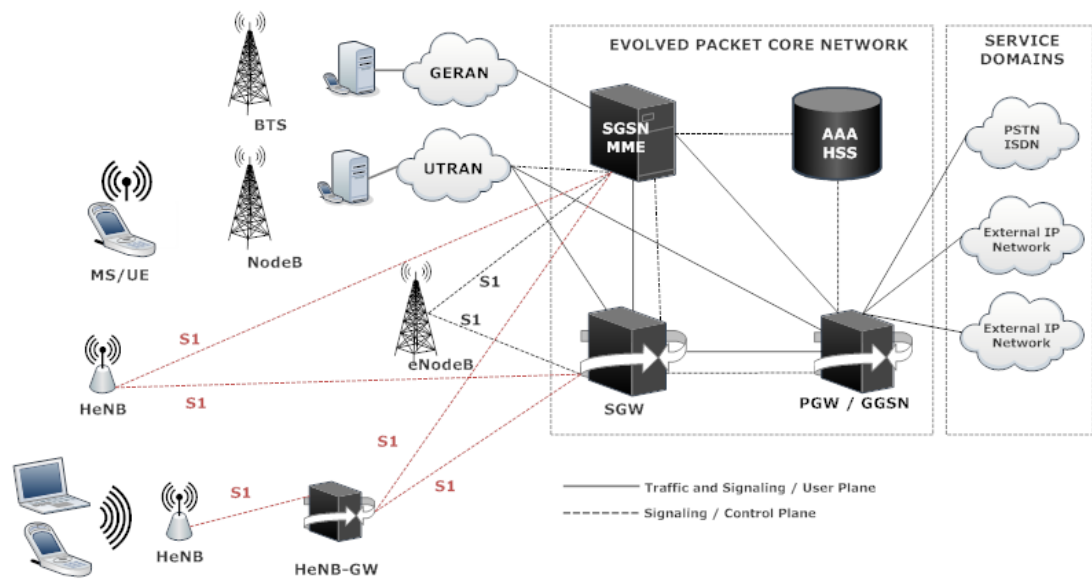 EVOLVED PACKET CORE NETWORK
SERVICE
DOMAINS
GERAN
BTS
SGSN
MME
AAA
HSS
PSTN
ISDN
UTRAN
MS/UE
NodeB
External IP
Network
S1
S1
eNodeB
S1
External IP
Network
HeNB
S1
SGW
PGW / GGSN
S1
S1
S1
HeNB
HeNB-GW
Traffic and Signaling / User Plane
Signaling / Control Plane